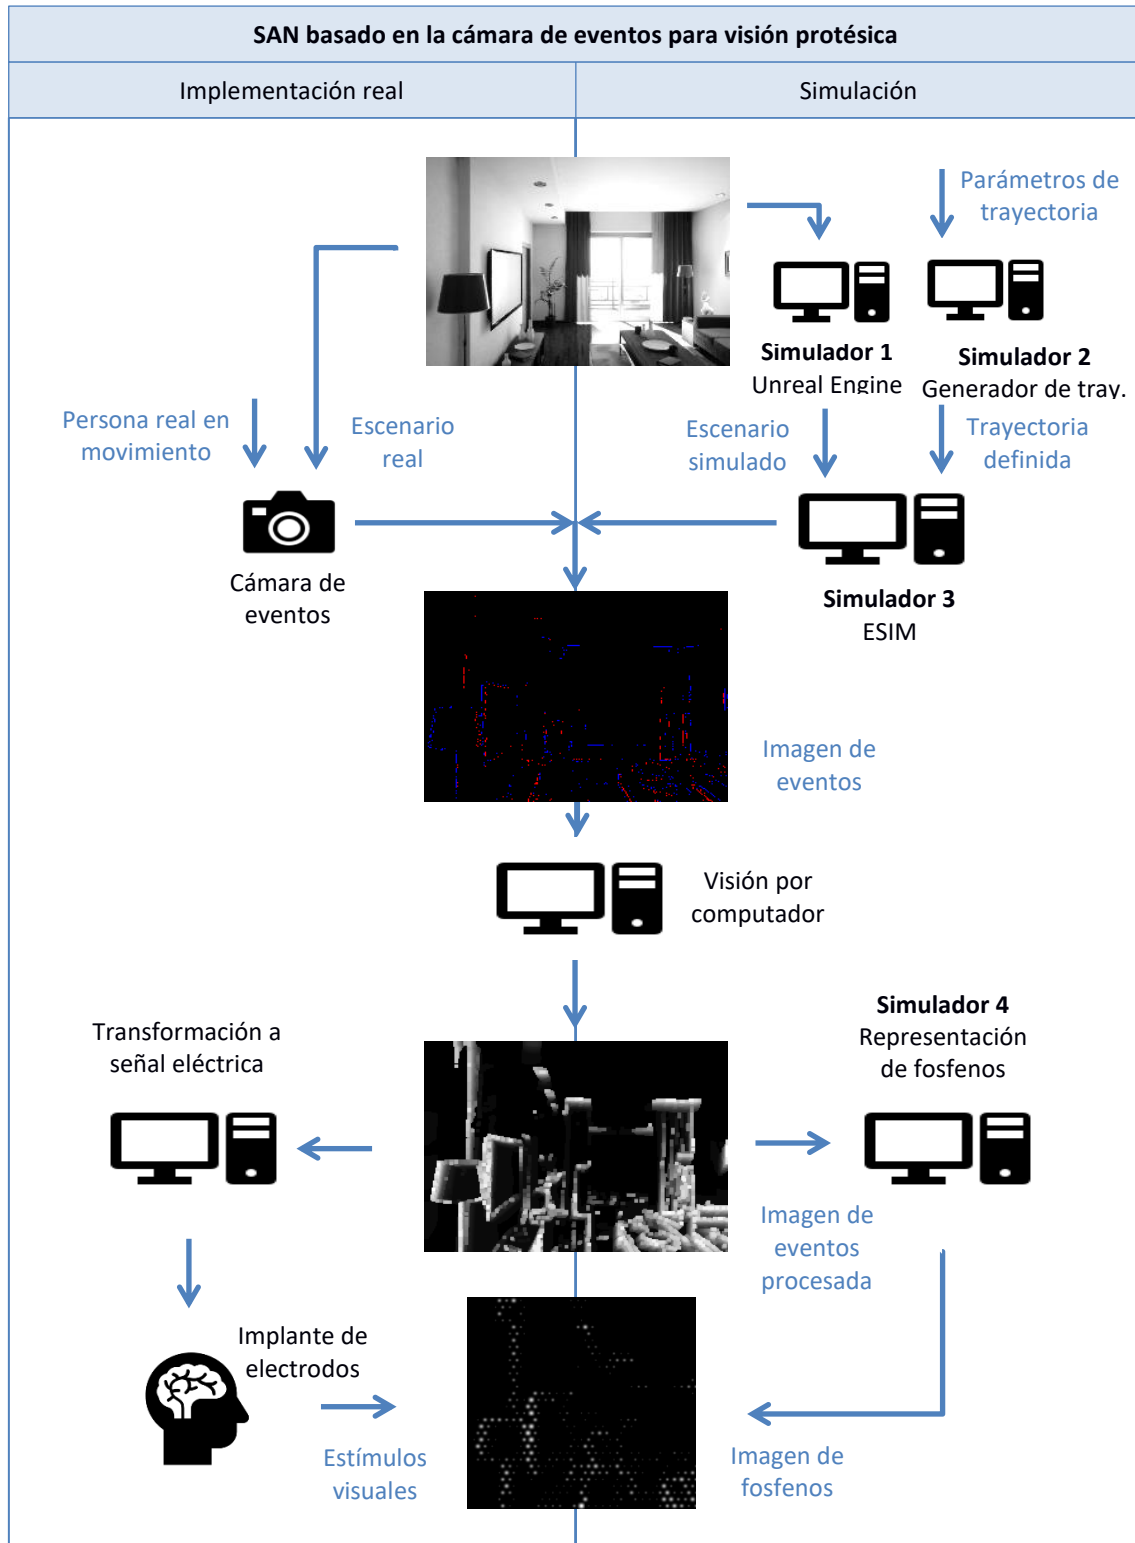 SAN basado en la cámara de eventos para visión protésica
Implementación real
Simulación
Parámetros de
trayectoria
Simulador 1
Unreal Engine
Simulador 2
Generador de tray.
Persona real en
movimiento
Escenario
real
Escenario
simulado
Trayectoria
definida
Cámara de
eventos
Simulador 3
ESIM
Imagen de
eventos
Visión por
computador
Transformación a
señal eléctrica
Simulador 4
Representación
de fosfenos
Imagen de
eventos
procesada
Implante de
electrodos
Estímulos
visuales
Imagen de
fosfenos